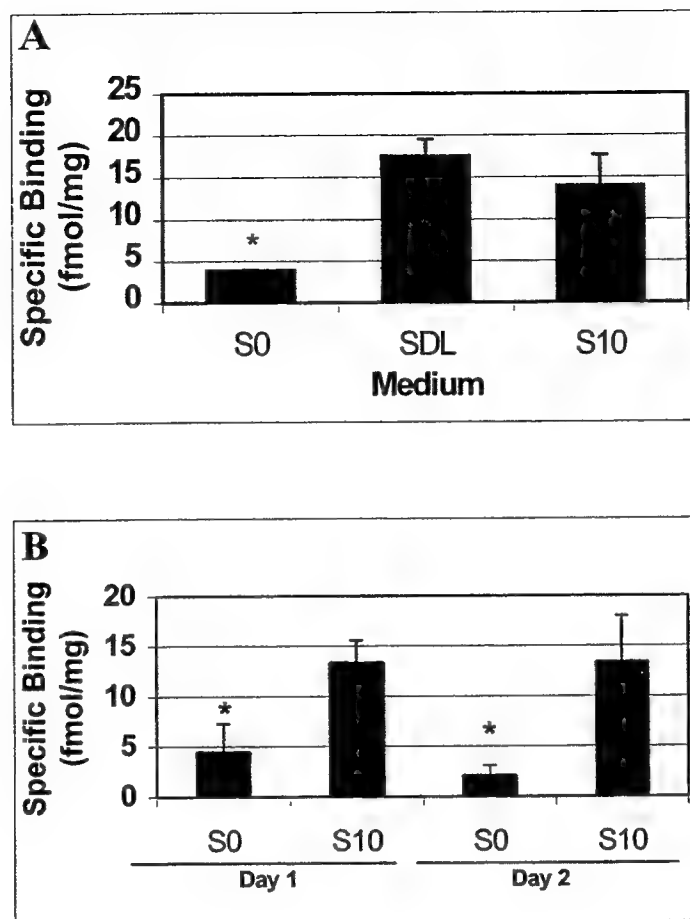 A
Specific Binding
(fmol/mg)
25
20
15
10
5
0
*
S0 SDL S10
Medium
B
Specific Binding
(fmol/mg)
20
15
10
5
0
* *
S0 S10 S0 S10
Day 1 Day 2